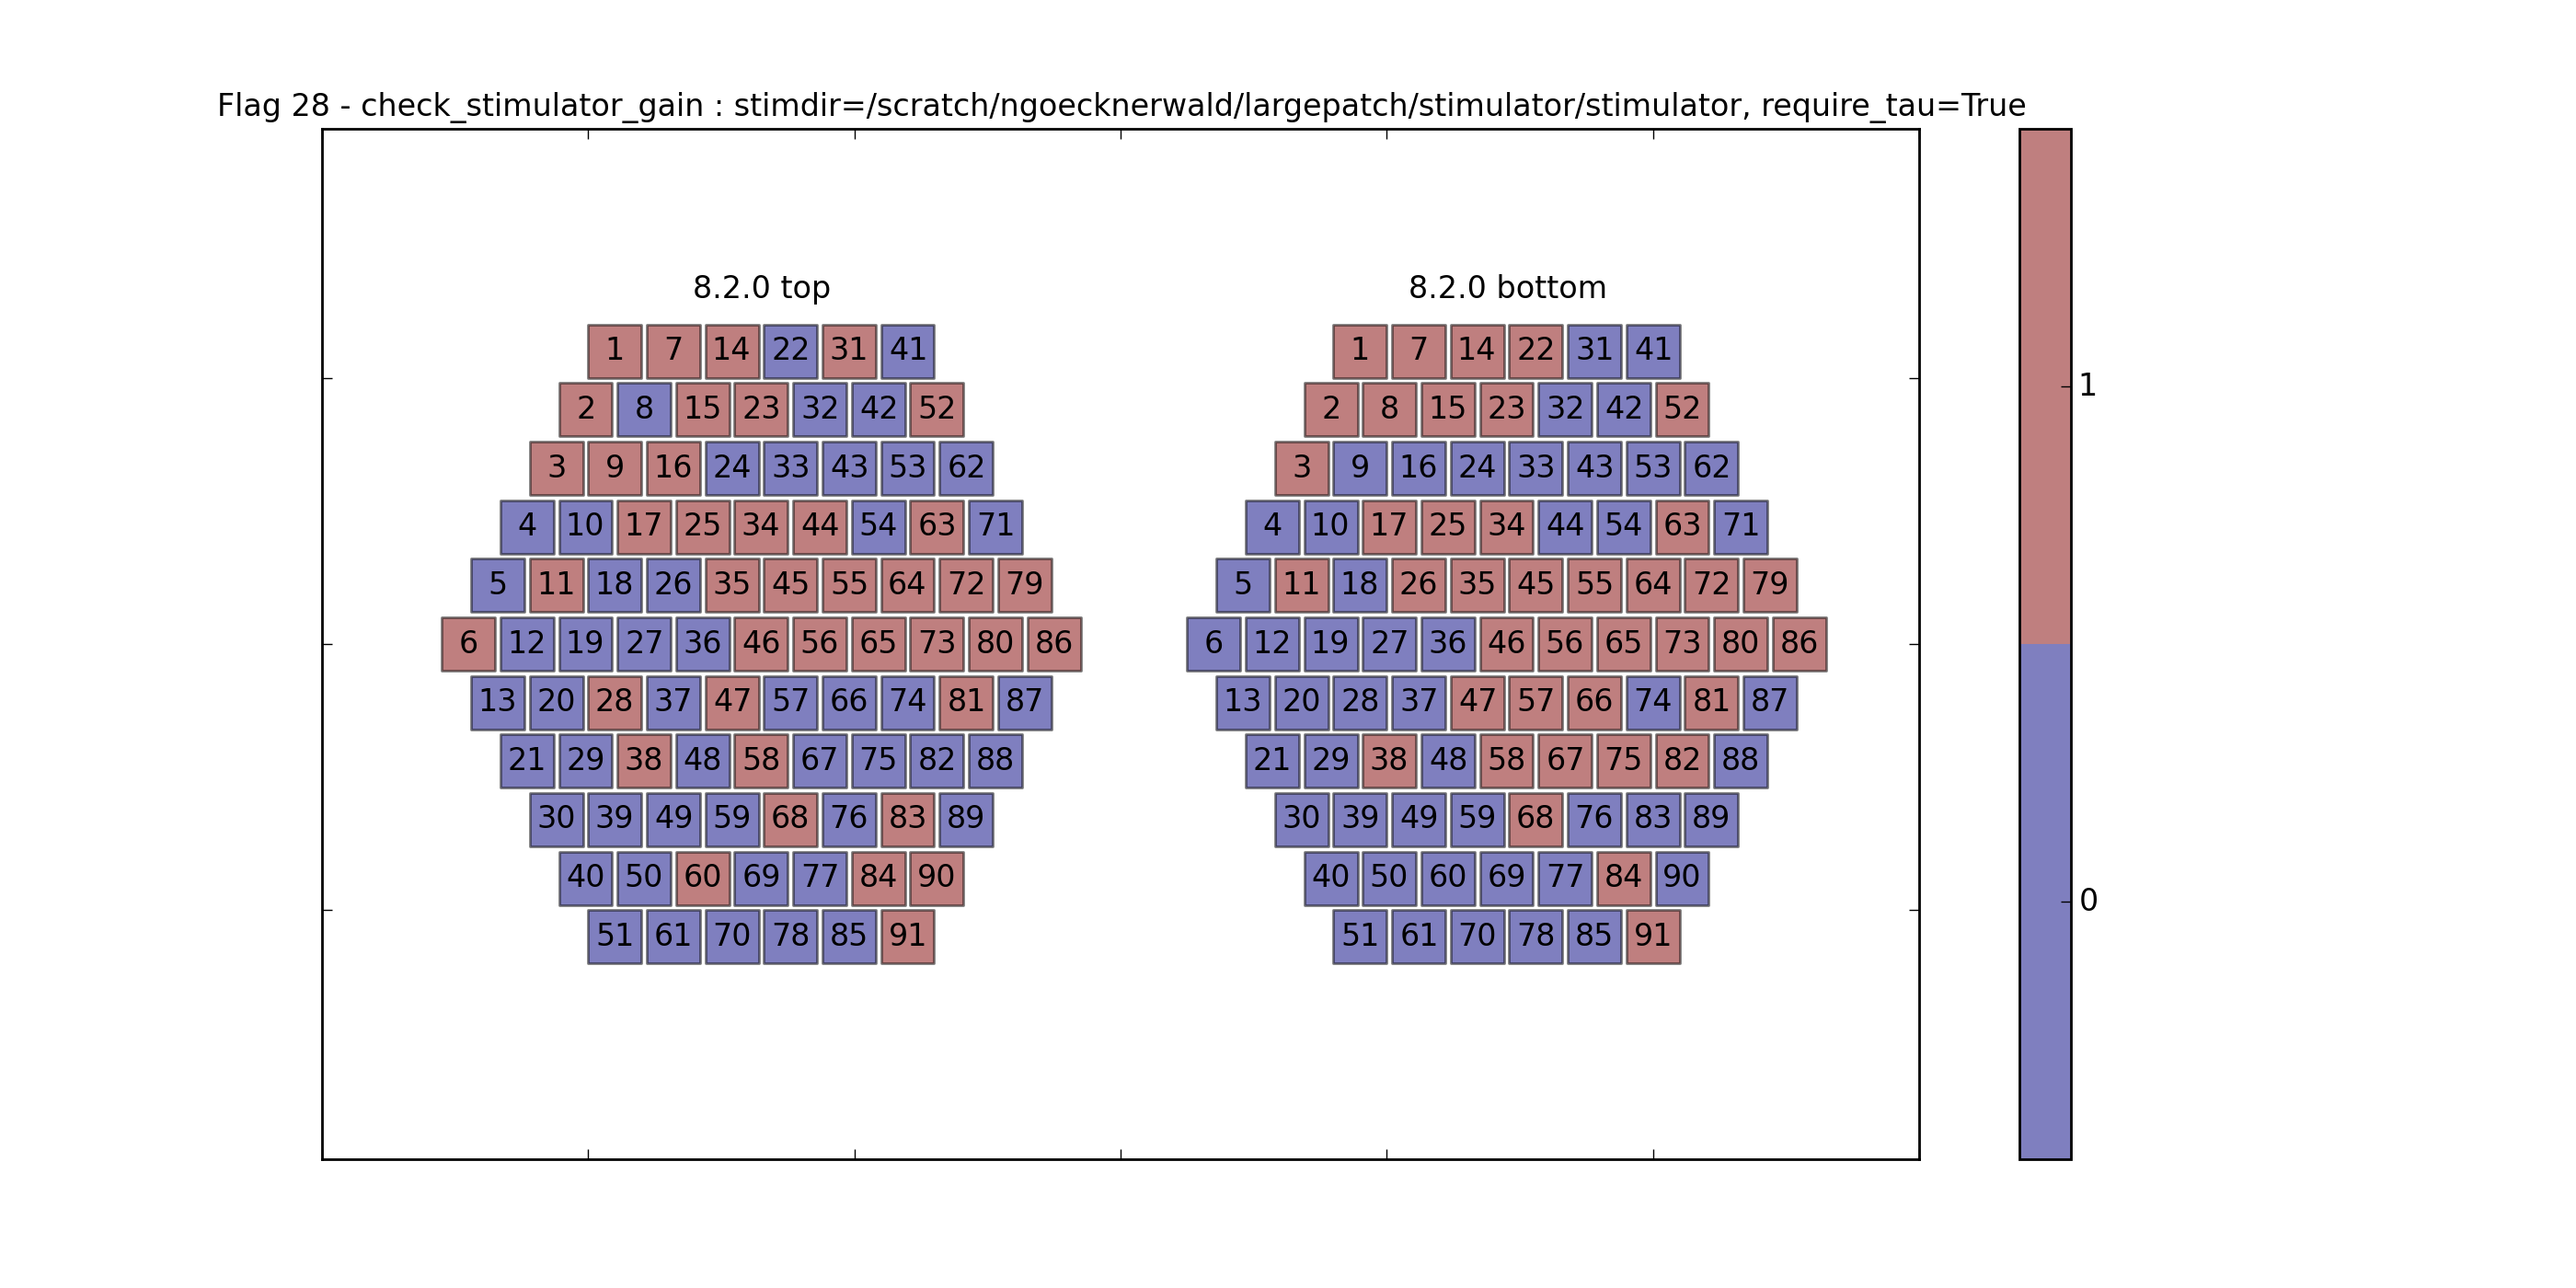 Flag 28 - check_stimulator_gain : stimdir=/scratch/ngoecknerwald/largepatch/stimulator/stimulator, require_tau=True
8.2.0 top
1 7 14 22 31 41
2 8 15 23 32 42 52
3 9 16 24 33 43 53 62
4 10 17 25 34 44 54 63 71
5 11 18 26 35 45 55 64 72 79
6 12 19 27 36 46 56 65 73 80 86
13 20 28 37 47 57 66 74 81 87
21 29 38 48 58 67 75 82 88
30 39 49 59 68 76 83 89
40 50 60 69 77 84 90
51 61 70 78 85 91
8.2.0 bottom
1 7 14 22 31 41
2 8 15 23 32 42 52
3 9 16 24 33 43 53 62
4 10 17 25 34 44 54 63 71
5 11 18 26 35 45 55 64 72 79
6 12 19 27 36 46 56 65 73 80 86
13 20 28 37 47 57 66 74 81 87
21 29 38 48 58 67 75 82 88
30 39 49 59 68 76 83 89
40 50 60 69 77 84 90
51 61 70 78 85 91
1
0